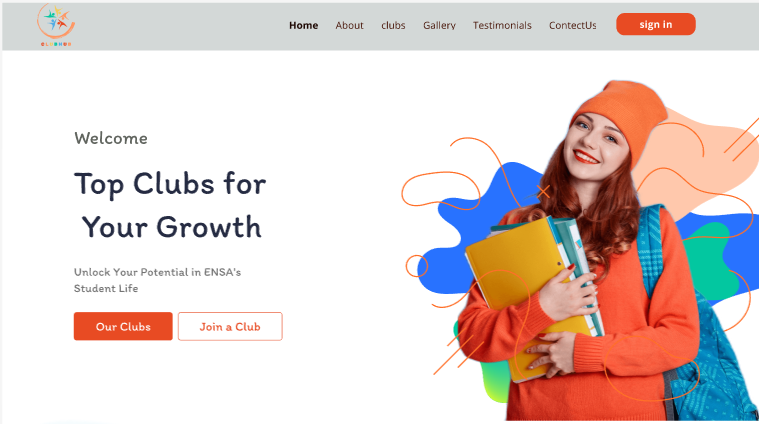 Home About clubs Gallery Testimonials ContectUs sign in
Welcome
Top Clubs for
Your Growth
Unlock Your Potential in ENSA's
Student Life
Our Clubs Join a Club